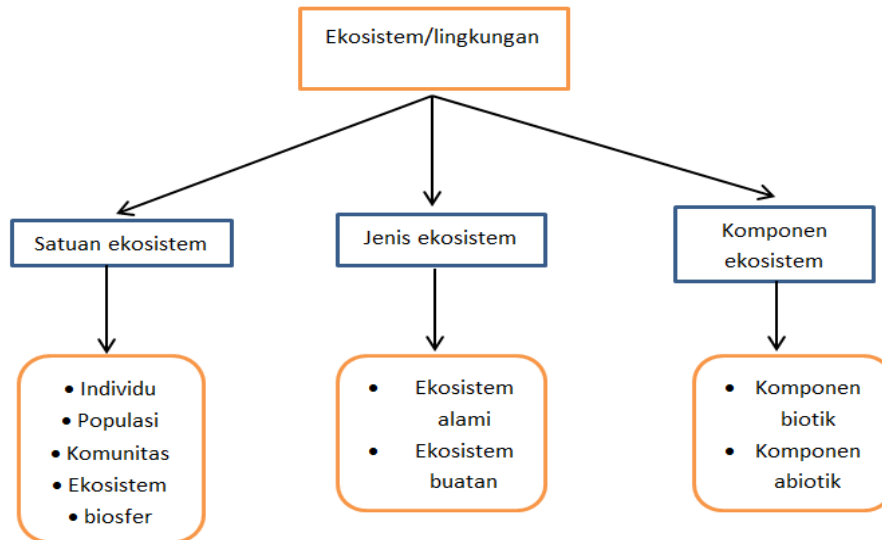 Ekosistem/lingkungan
Satuan ekosistem
Jenis ekosistem
Komponen
ekosistem
• Individu
• Populasi
• Komunitas
• Ekosistem
• biosfer
• Ekosistem
alami
• Ekosistem
buatan
• Komponen
biotik
• Komponen
abiotik